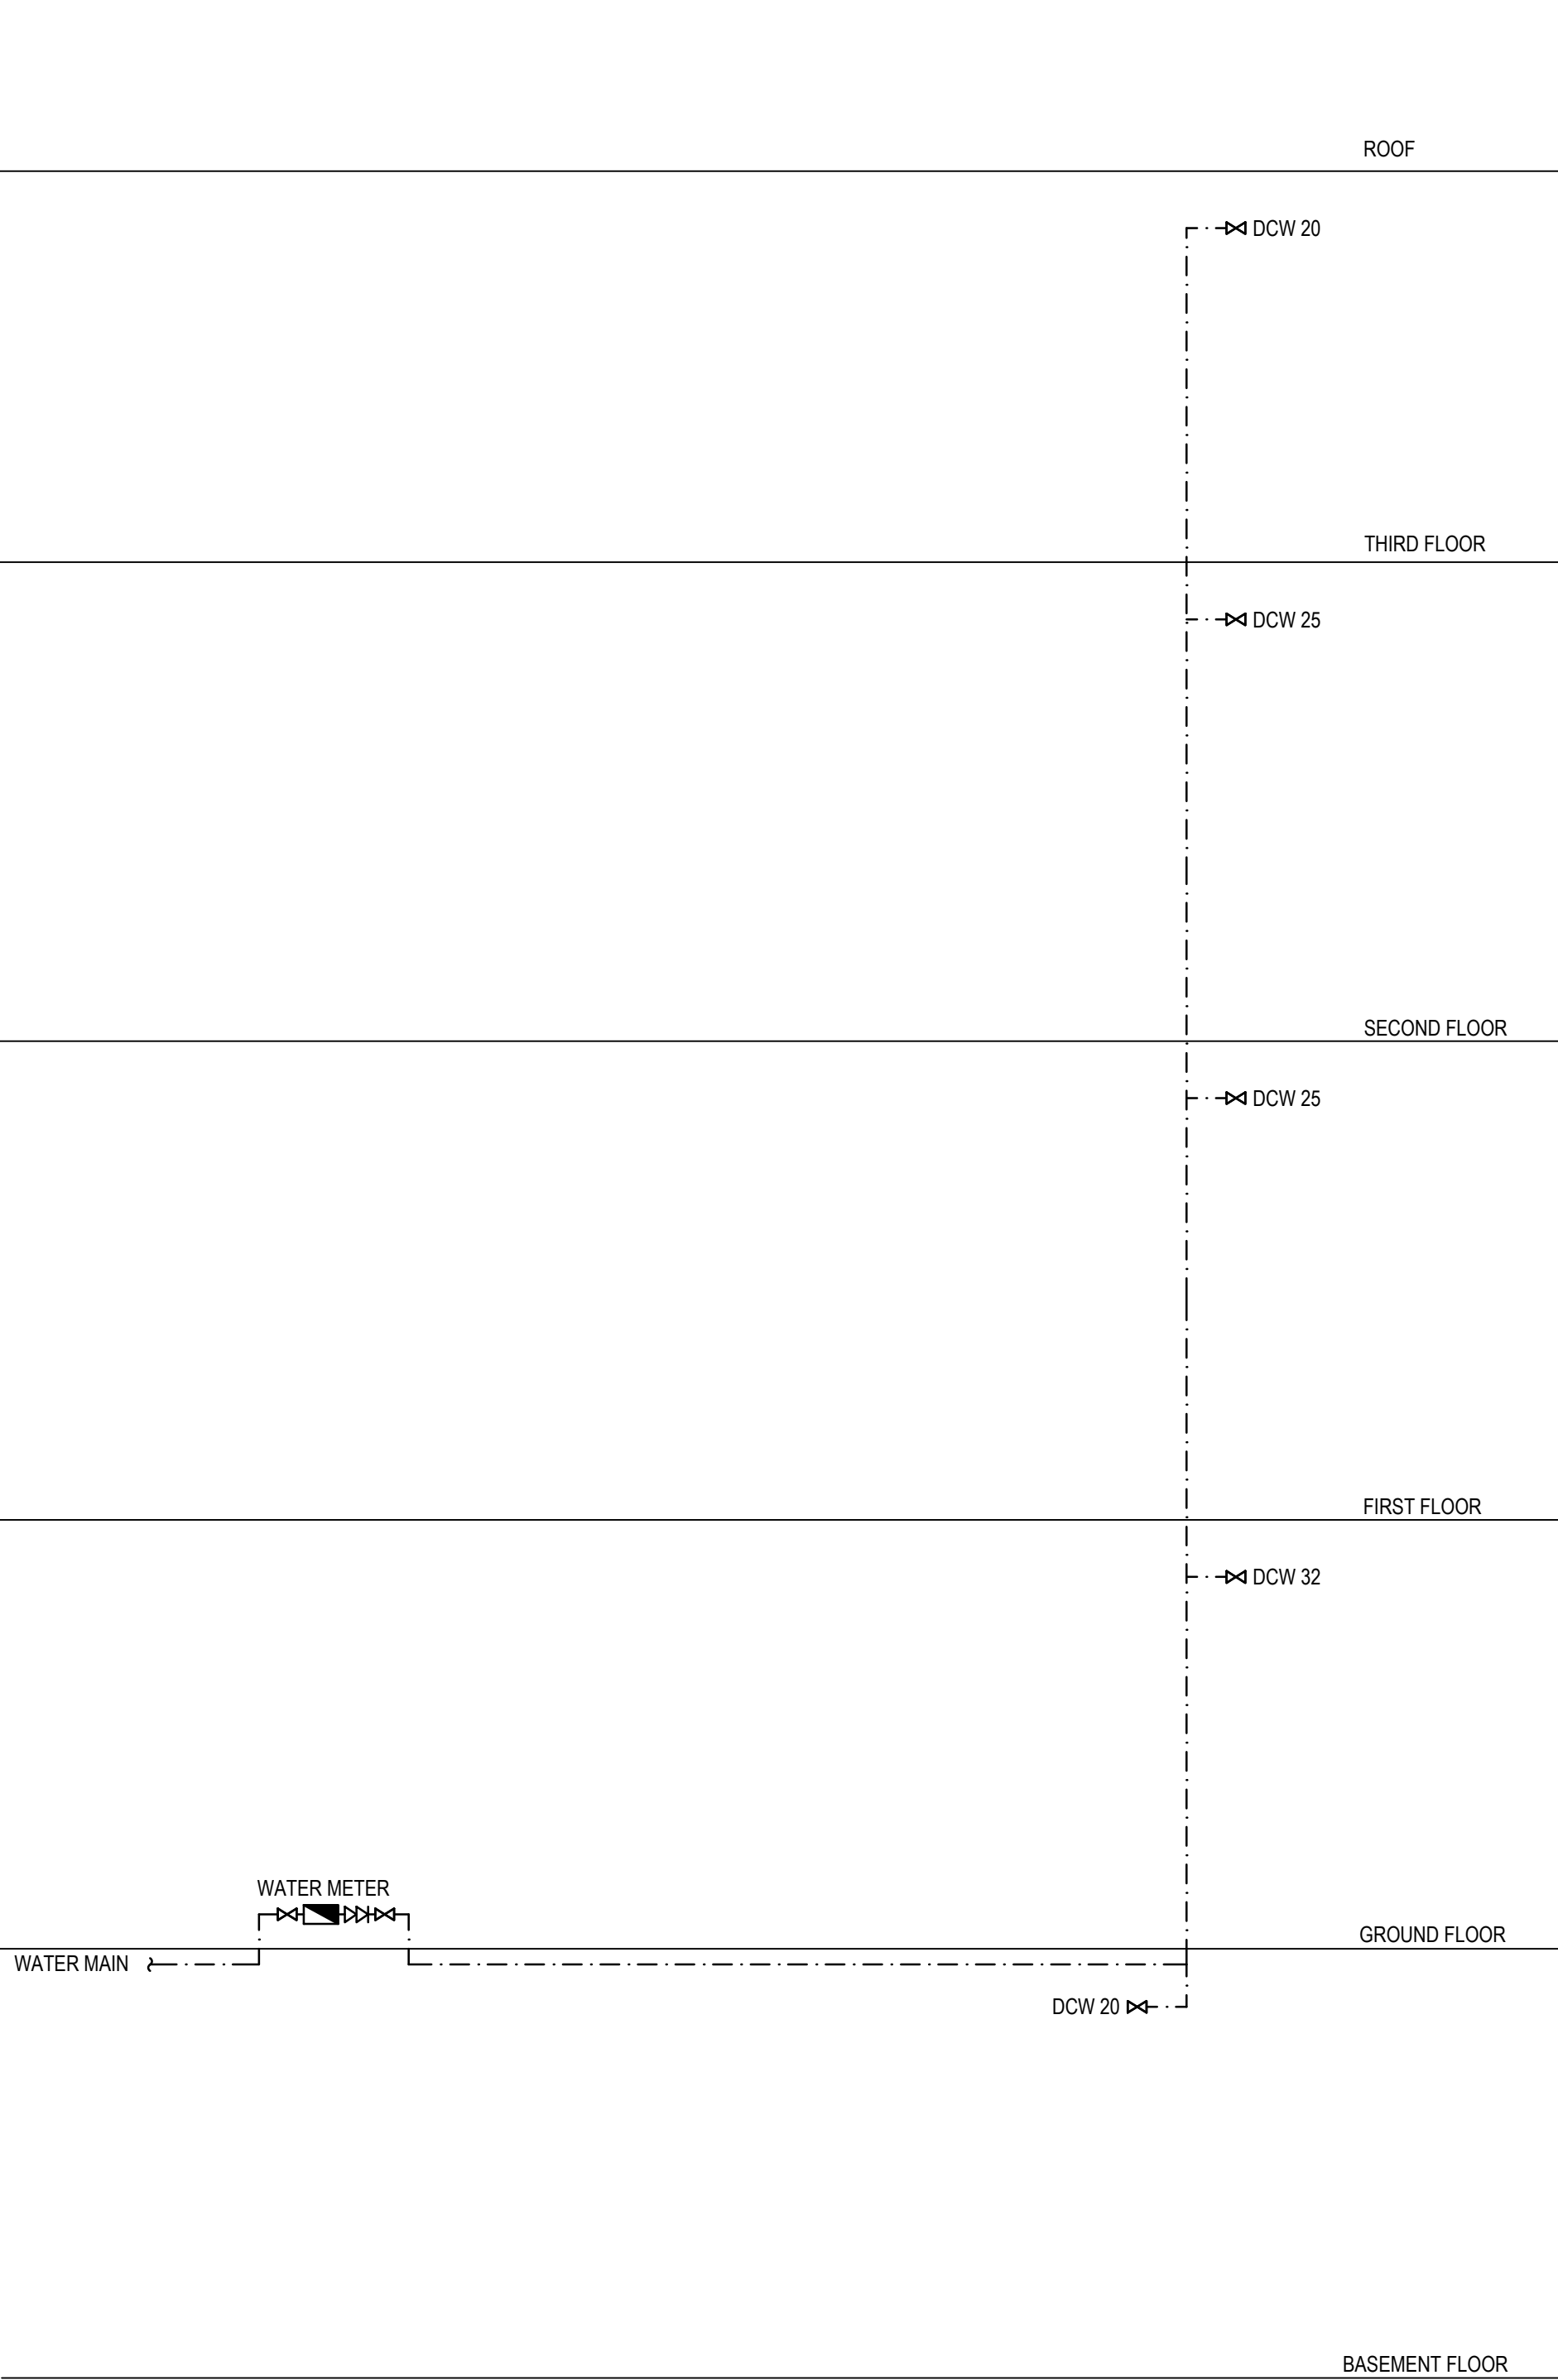 ROOF
DCW 20
THIRD FLOOR
DCW 25
SECOND FLOOR
DCW 25
FIRST FLOOR
DCW 32
WATER METER
GROUND FLOOR
WATER MAIN
DCW 20
BASEMENT FLOOR